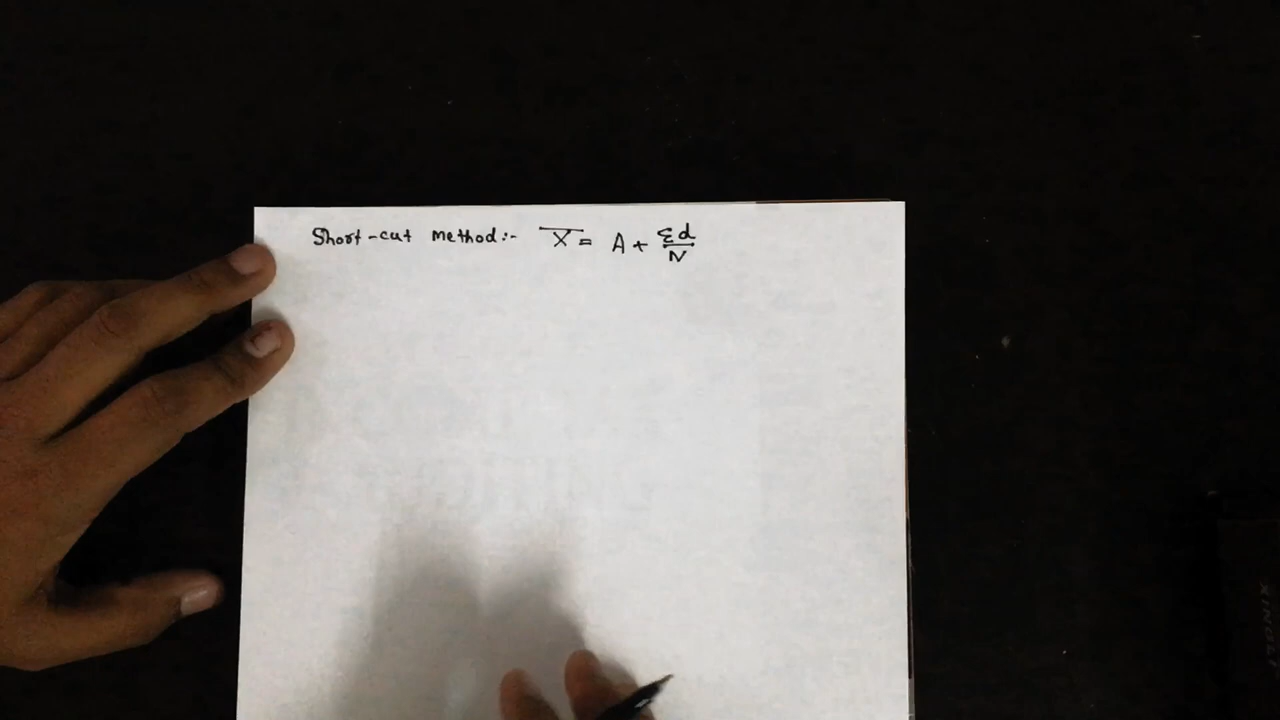 Short-cut method:- X̅ = A + Σd/N